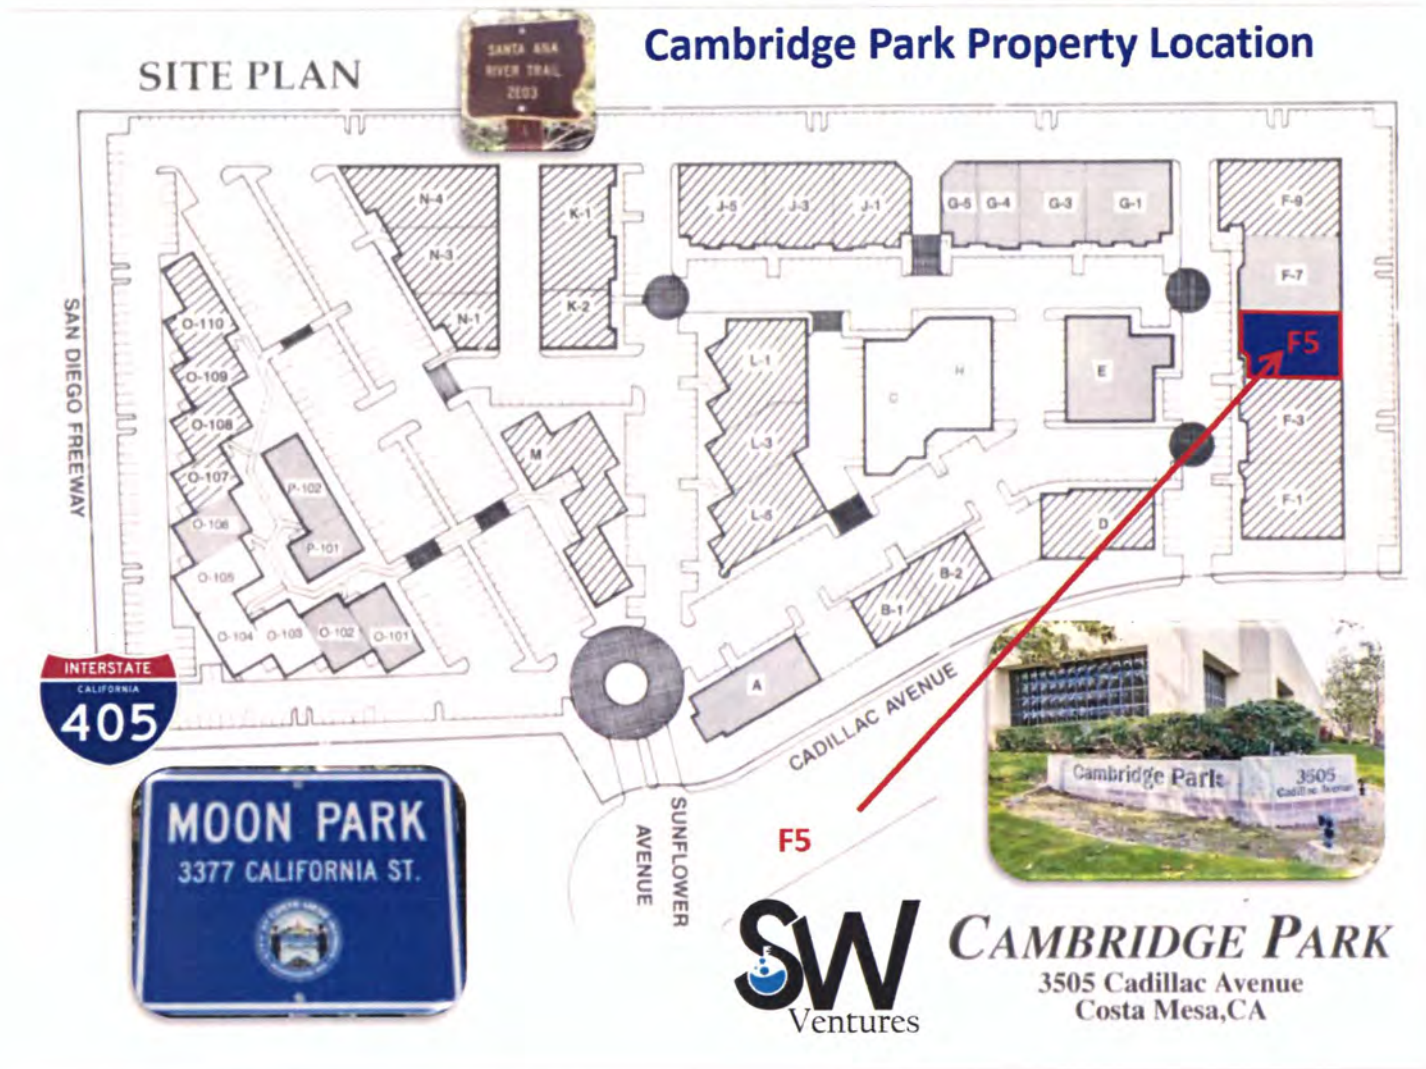 Cambridge Park Property Location
SITE PLAN
SANTA ANA
RIVER TRAIL
2E03
N-4
K-1
J-5
J-3
J-1
G-5
G-4
G-3
G-1
F-9
N-3
F-7
N-1
K-2
O-110
F5
L-1
H
E
O-109
C
O-108
F-3
M
L-3
O-107
P-102
F-1
L-5
D
O-106
P-101
O-105
B-2
B-1
O-104
O-103
O-102
O-101
A
SAN DIEGO FREEWAY
CADILLAC AVENUE
SUNFLOWER
AVENUE
INTERSTATE
CALIFORNIA
405
Cambridge Park
3505
Cadillac Avenue
MOON PARK
3377 CALIFORNIA ST.
F5
SW
Ventures
CAMBRIDGE PARK
3505 Cadillac Avenue
Costa Mesa,CA